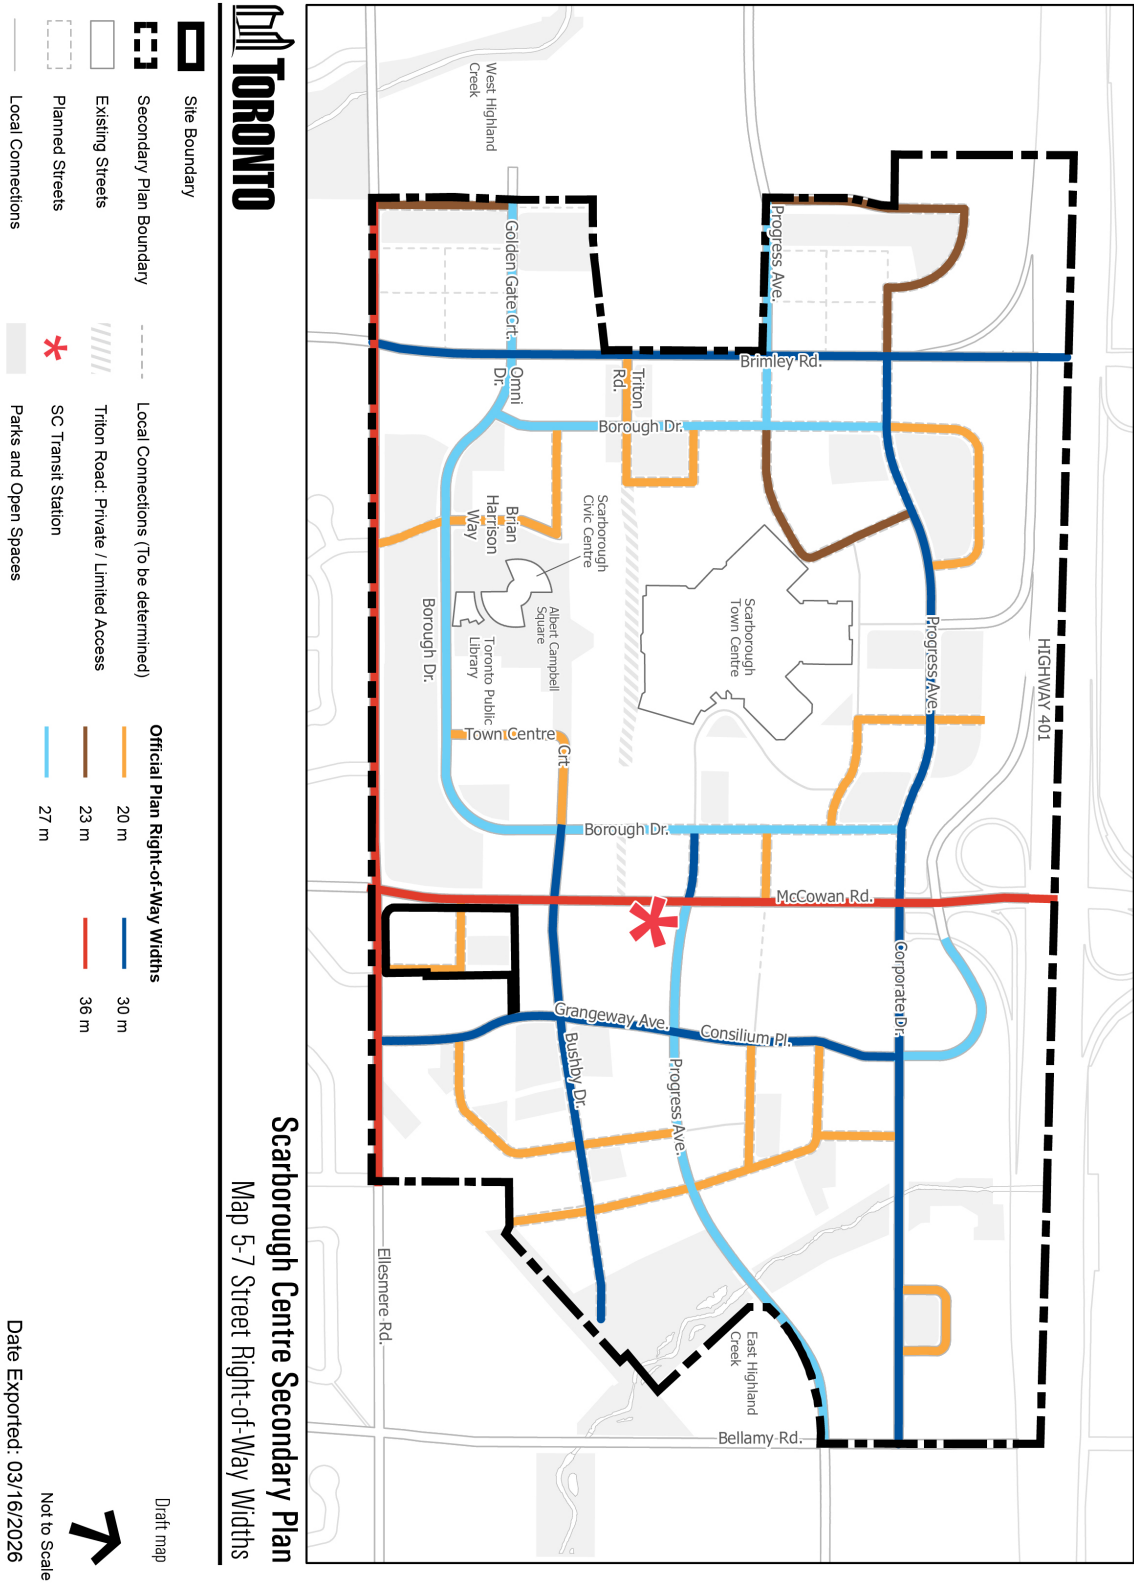 HIGHWAY 401
Progress Ave.
Corporate Dr.
Progress Ave.
Brimley Rd.
McCowan Rd.
Scarborough
Town Centre
Consilium Pl.
East Highland
Creek
Bellamy Rd.
Triton
Rd.
Borough Dr.
Borough Dr.
Progress Ave.
Grangeway Ave.
Scarborough
Civic Centre
Crt.
Bushby Dr.
Albert Campbell
Square
Golden Gate Crt.
Omni
Dr.
Brian
Harrison
Way
Town Centre
Toronto Public
Library
West Highland
Creek
Borough Dr.
Ellesmere Rd.
TORONTO
Scarborough Centre Secondary Plan
Map 5-7 Street Right-of-Way Widths
Site Boundary
Secondary Plan Boundary
Existing Streets
Planned Streets
Local Connections
Local Connections (To be determined)
Triton Road: Private / Limited Access
SC Transit Station
Parks and Open Spaces
Official Plan Right-of-Way Widths
20 m
23 m
27 m
30 m
36 m
Draft map
Not to Scale
Date Exported: 03/16/2026